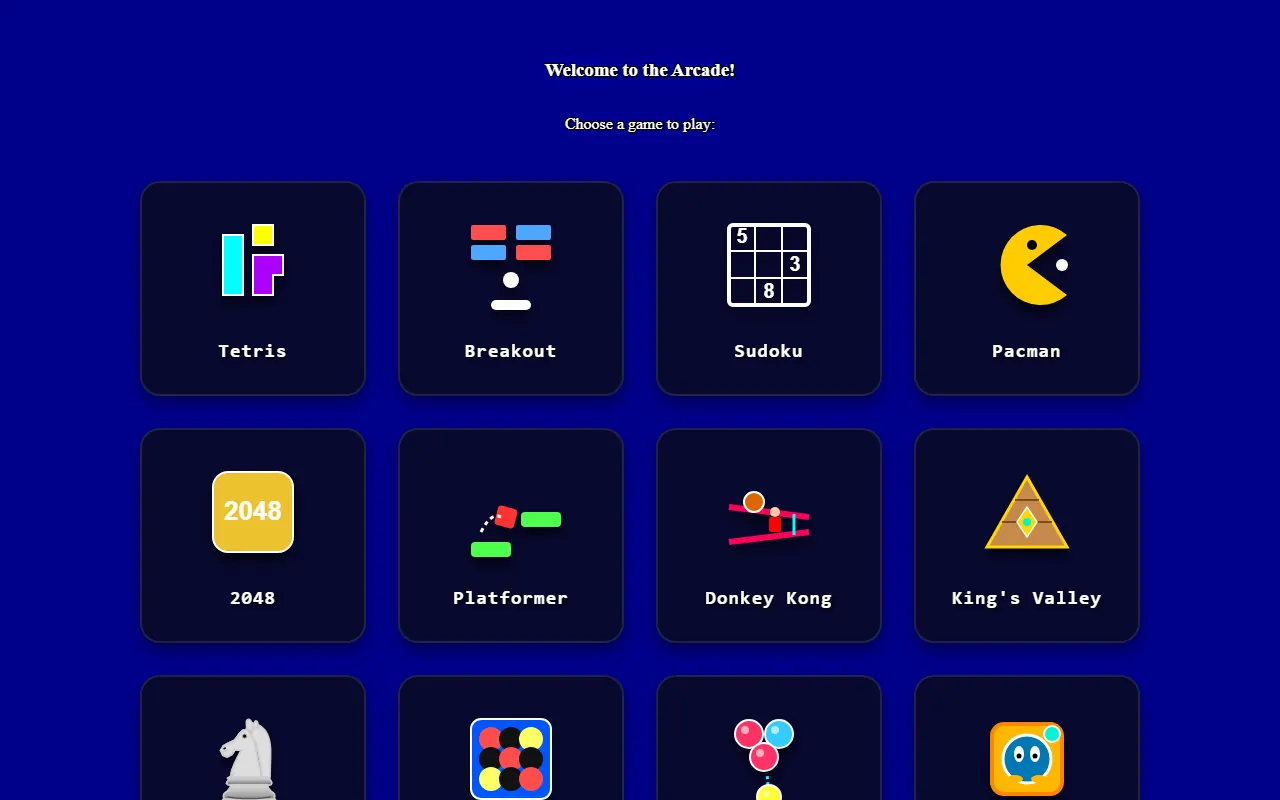 Welcome to the Arcade!
Choose a game to play:
5
3
8
Tetris
Breakout
Sudoku
Pacman
2048
2048
Platformer
Donkey Kong
King's Valley